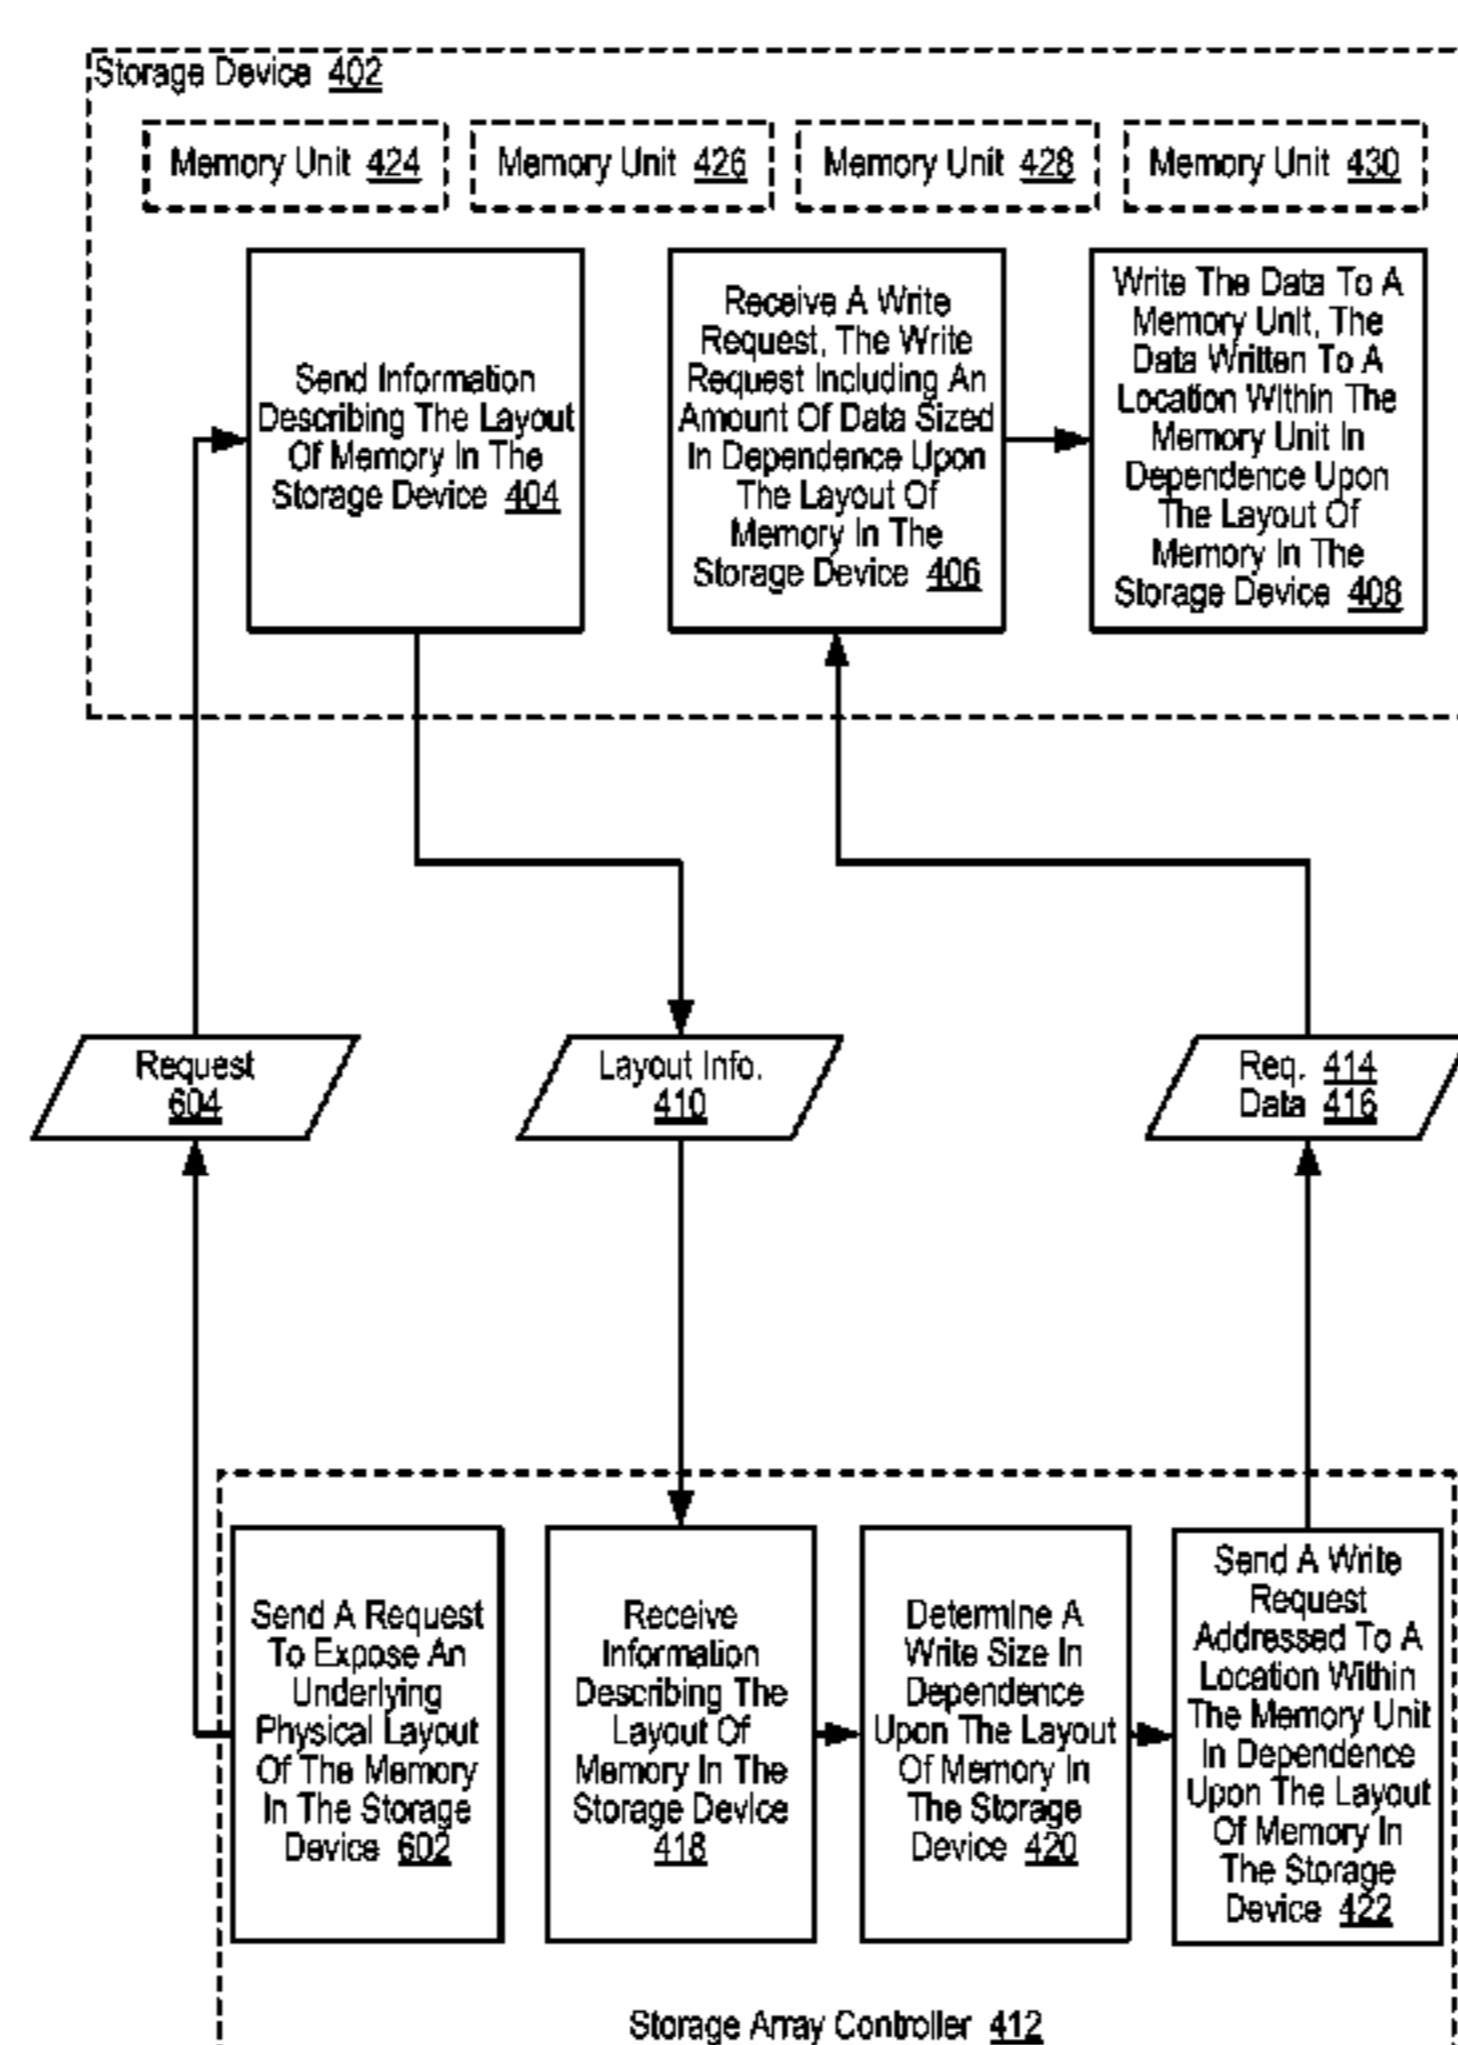 Storage Device 402
Memory Unit 424
Memory Unit 426
Memory Unit 428
Memory Unit 430
Send Information
Describing The Layout
Of Memory In The
Storage Device 404
Receive A Write
Request, The Write
Request Including An
Amount Of Data Sized
In Dependence Upon
The Layout Of
Memory In The
Storage Device 406
Write The Data To A
Memory Unit, The
Data Written To A
Location Within The
Memory Unit In
Dependence Upon
The Layout Of
Memory In The
Storage Device 408
Request
604
Layout Info.
410
Req. 414
Data 416
Send A Request
To Expose An
Underlying
Physical Layout
Of The Memory
In The Storage
Device 602
Receive
Information
Describing The
Layout Of
Memory In The
Storage Device
418
Determine A
Write Size In
Dependence
Upon The Layout
Of Memory In
The Storage
Device 420
Send A Write
Request
Addressed To A
Location Within
The Memory Unit
In Dependence
Upon The Layout
Of Memory In
The Storage
Device 422
Storage Array Controller 412